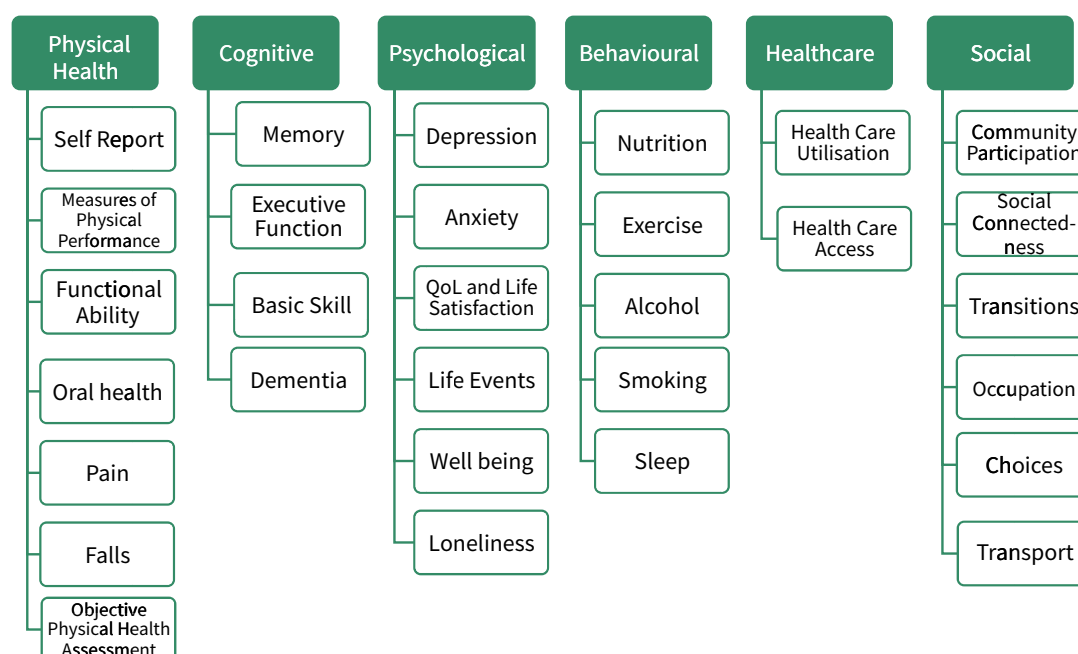 Physical
Health
Self Report
Measures of
Physical
Performance
Functional
Ability
Oral health
Pain
Falls
Objective
Physical Health
Assessment
Cognitive
Memory
Executive
Function
Basic Skill
Dementia
Psychological
Depression
Anxiety
QoL and Life
Satisfaction
Life Events
Well being
Loneliness
Behavioural
Nutrition
Exercise
Alcohol
Smoking
Sleep
Healthcare
Health Care
Utilisation
Health Care
Access
Social
Community
Participation
Social
Connected-
ness
Transitions
Occupation
Choices
Transport